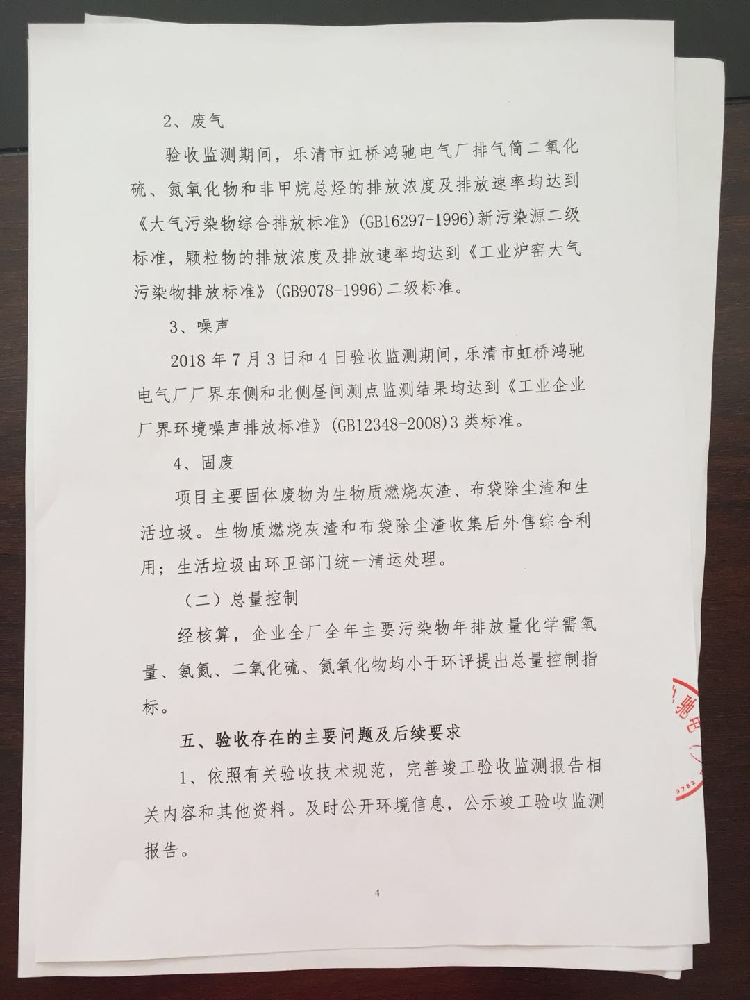 2、废气
验收监测期间，乐清市虹桥鸿驰电气厂排气筒二氧化
硫、氮氧化物和非甲烷总烃的排放浓度及排放速率均达到
《大气污染物综合排放标准》(GB16297-1996)新污染源二级
标准，颗粒物的排放浓度及排放速率均达到《工业炉窑大气
污染物排放标准》(GB9078-1996)二级标准。
3、噪声
2018 年 7 月 3 日和 4 日验收监测期间，乐清市虹桥鸿驰
电气厂厂界东侧和北侧昼间测点监测结果均达到《工业企业
厂界环境噪声排放标准》(GB12348-2008)3 类标准。
4、固废
项目主要固体废物为生物质燃烧灰渣、布袋除尘渣和生
活垃圾。生物质燃烧灰渣和布袋除尘渣收集后外售综合利
用；生活垃圾由环卫部门统一清运处理。
（二）总量控制
经核算，企业全厂全年主要污染物年排放量化学需氧
量、氨氮、二氧化硫、氮氧化物均小于环评提出总量控制指
标。
五、验收存在的主要问题及后续要求
1、依照有关验收技术规范，完善竣工验收监测报告相
关内容和其他资料。及时公开环境信息，公示竣工验收监测
报告。
4
驰
9782